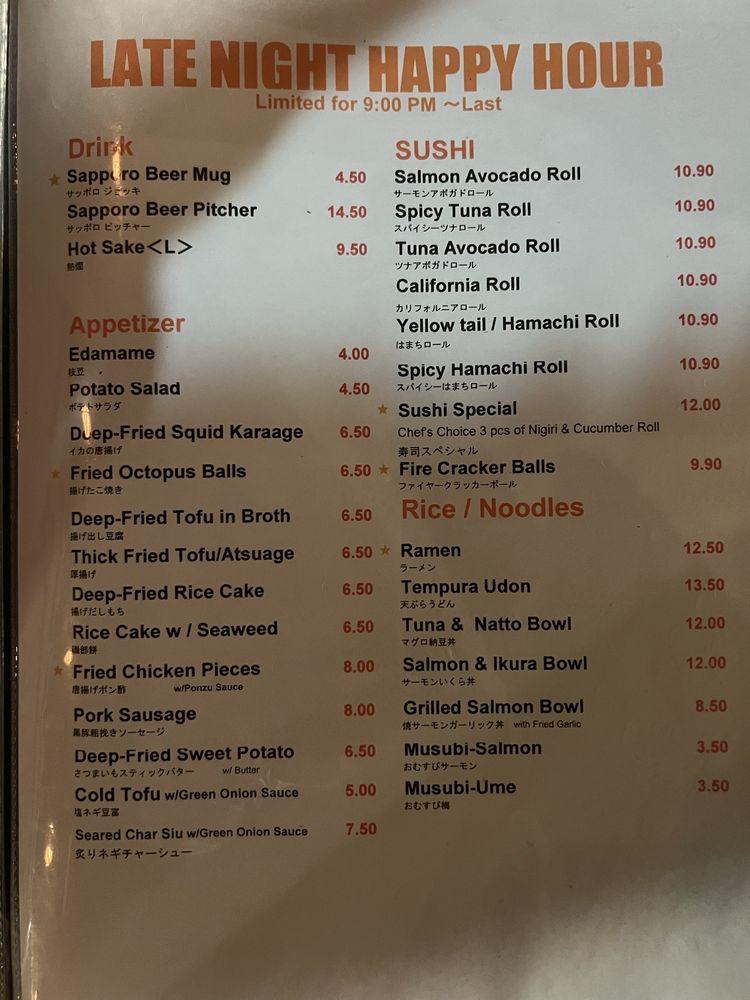 LATE NIGHT HAPPY HOUR
Limited for 9:00 PM ～Last
Drink
★ Sapporo Beer Mug 4.50
サッポロ ジョッキ
Sapporo Beer Pitcher 14.50
サッポロ ピッチャー
Hot Sake＜L＞ 9.50
熱燗
Appetizer
Edamame 4.00
枝豆
Potato Salad 4.50
ポテトサラダ
Deep-Fried Squid Karaage 6.50
イカの唐揚げ
★ Fried Octopus Balls 6.50
揚げたこ焼き
Deep-Fried Tofu in Broth 6.50
揚げ出し豆腐
Thick Fried Tofu/Atsuage 6.50
厚揚げ
Deep-Fried Rice Cake 6.50
揚げだしもち
Rice Cake w / Seaweed 6.50
磯部餅
★ Fried Chicken Pieces 8.00
唐揚げポン酢 w/Ponzu Sauce
Pork Sausage 8.00
黒豚粗挽きソーセージ
Deep-Fried Sweet Potato 6.50
さつまいもスティックバター w/ Butter
Cold Tofu w/Green Onion Sauce 5.00
塩ネギ豆富
Seared Char Siu w/Green Onion Sauce 7.50
炙りネギチャーシュー
SUSHI
Salmon Avocado Roll 10.90
サーモンアボガドロール
Spicy Tuna Roll 10.90
スパイシーツナロール
Tuna Avocado Roll 10.90
ツナアボガドロール
California Roll 10.90
カリフォルニアロール
Yellow tail / Hamachi Roll 10.90
はまちロール
Spicy Hamachi Roll 10.90
スパイシーはまちロール
★ Sushi Special 12.00
Chef's Choice 3 pcs of Nigiri & Cucumber Roll
寿司スペシャル
★ Fire Cracker Balls 9.90
ファイヤークラッカーボール
Rice / Noodles
★ Ramen 12.50
ラーメン
Tempura Udon 13.50
天ぷらうどん
Tuna & Natto Bowl 12.00
マグロ納豆丼
Salmon & Ikura Bowl 12.00
サーモンいくら丼
Grilled Salmon Bowl 8.50
焼サーモンガーリック丼 with Fried Garlic
Musubi-Salmon 3.50
おむすびサーモン
Musubi-Ume 3.50
おむすび梅